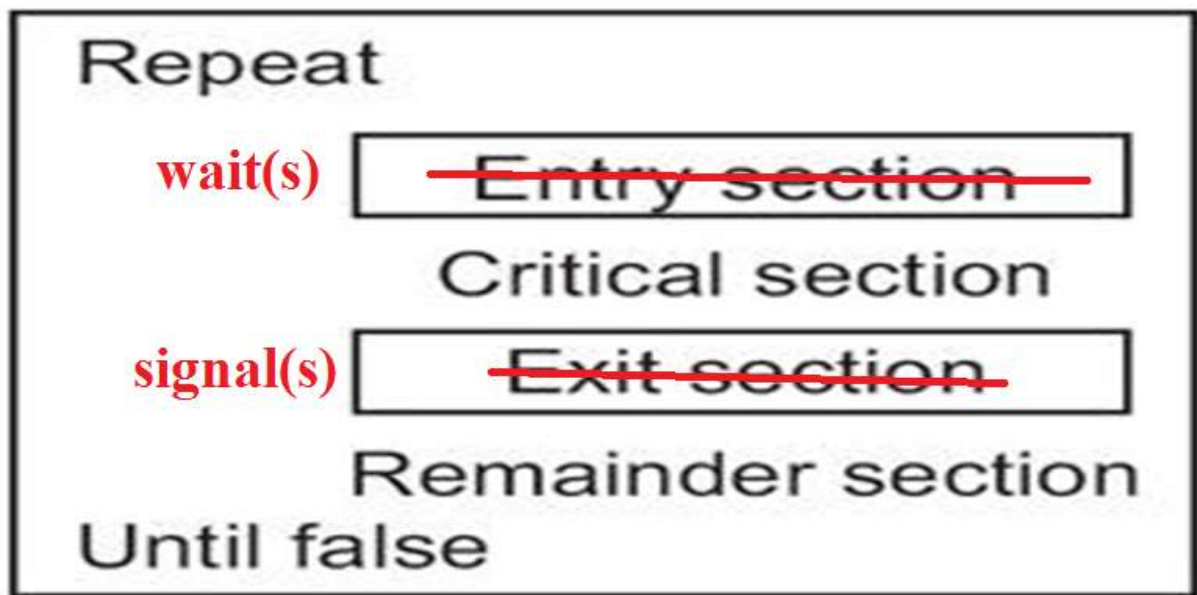 Repeat
wait(s) Entry section
Critical section
signal(s) Exit section
Remainder section
Until false